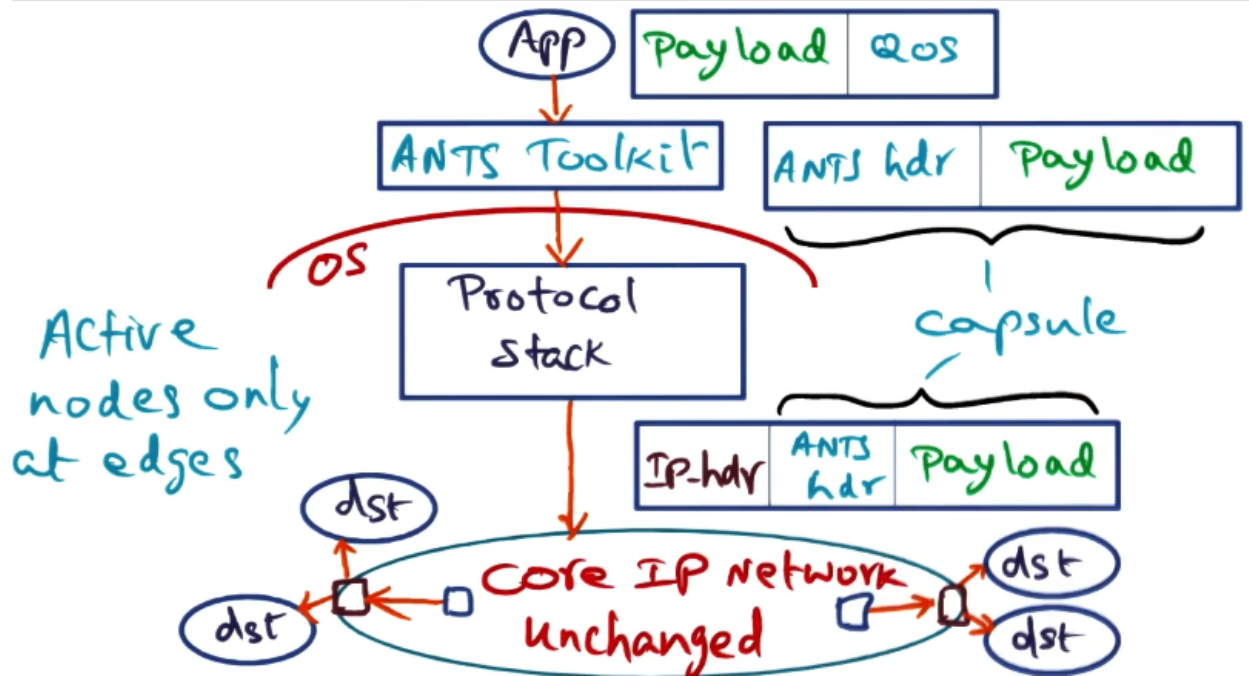 App
Payload QoS
ANTS Toolkit
ANTS hdr Payload
OS
Protocol
stack
capsule
Active
nodes only
at edges
IP-hdr ANTS
hdr Payload
dst
dst
Core IP Network
Unchanged
dst
dst